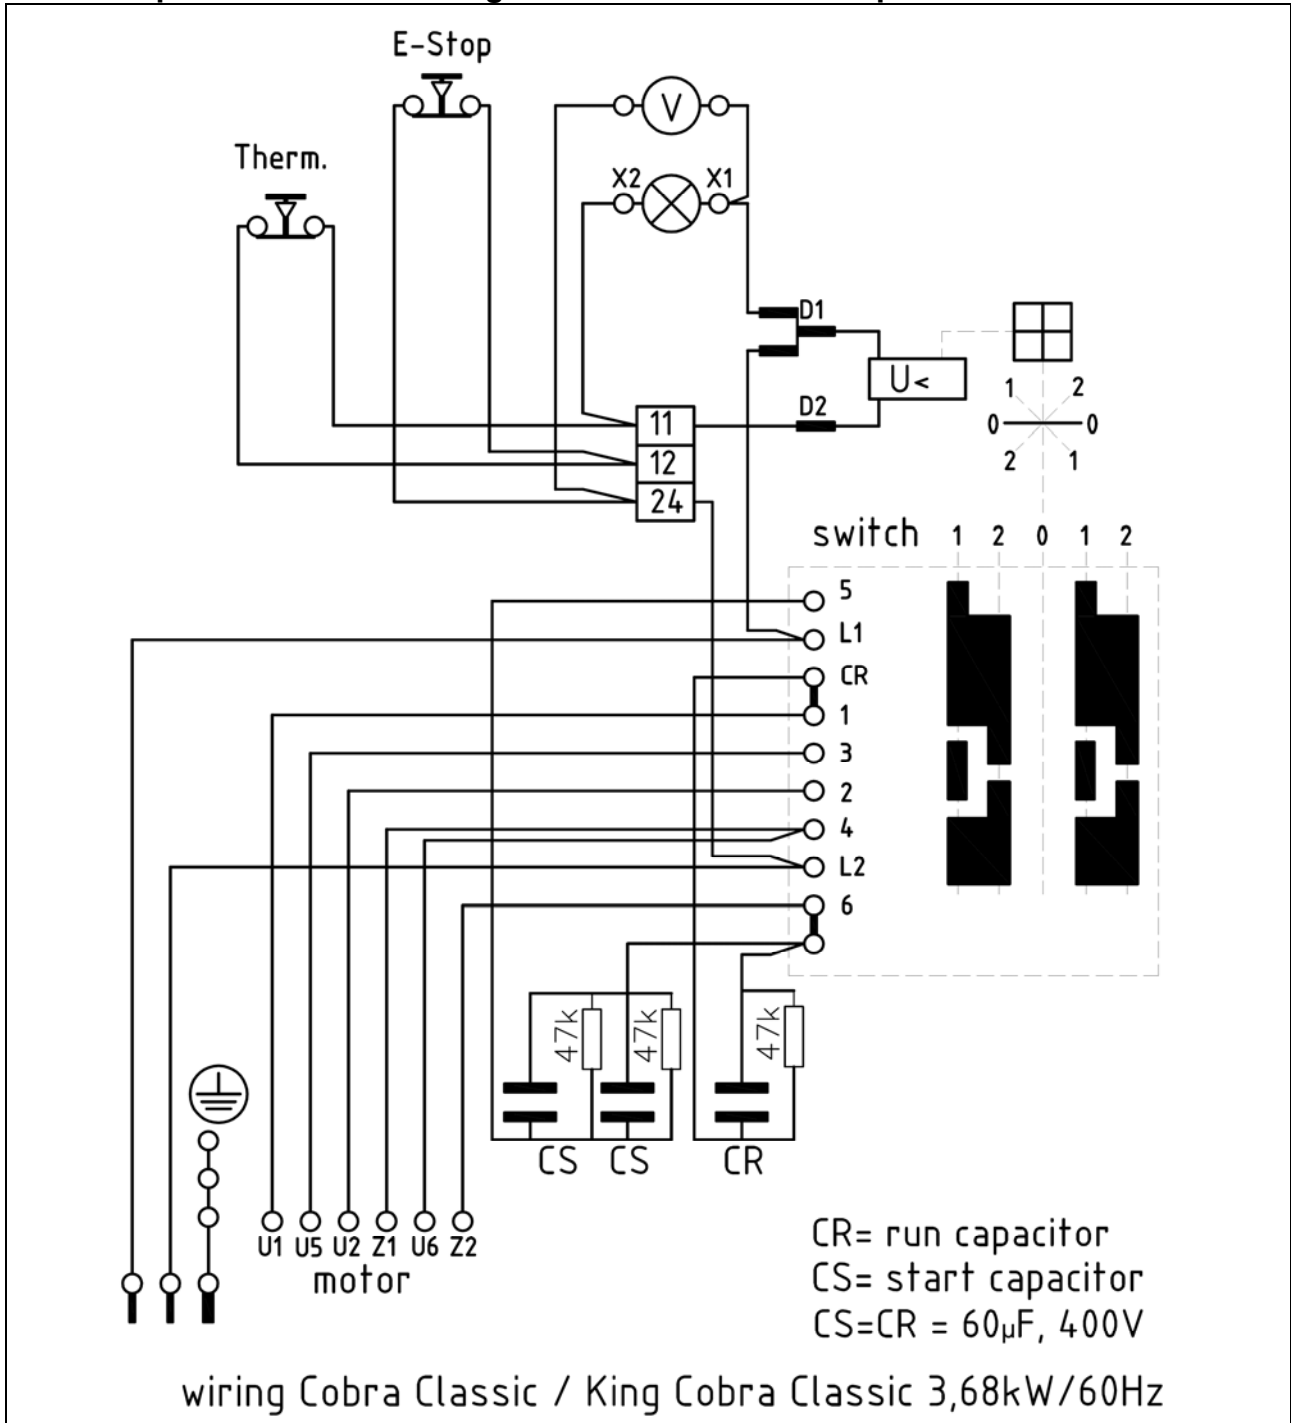 E-Stop
V
Therm.
X2 X1
D1
U<
1 2
0 0
2 1
D2
11
12
24
switch 1 2 0 1 2
5
L1
CR
1
3
2
4
L2
6
47k 47k 47k
CS CS CR
U1 U5 U2 Z1 U6 Z2
motor
CR= run capacitor
CS= start capacitor
CS=CR = 60µF, 400V
wiring Cobra Classic / King Cobra Classic 3,68kW/60Hz